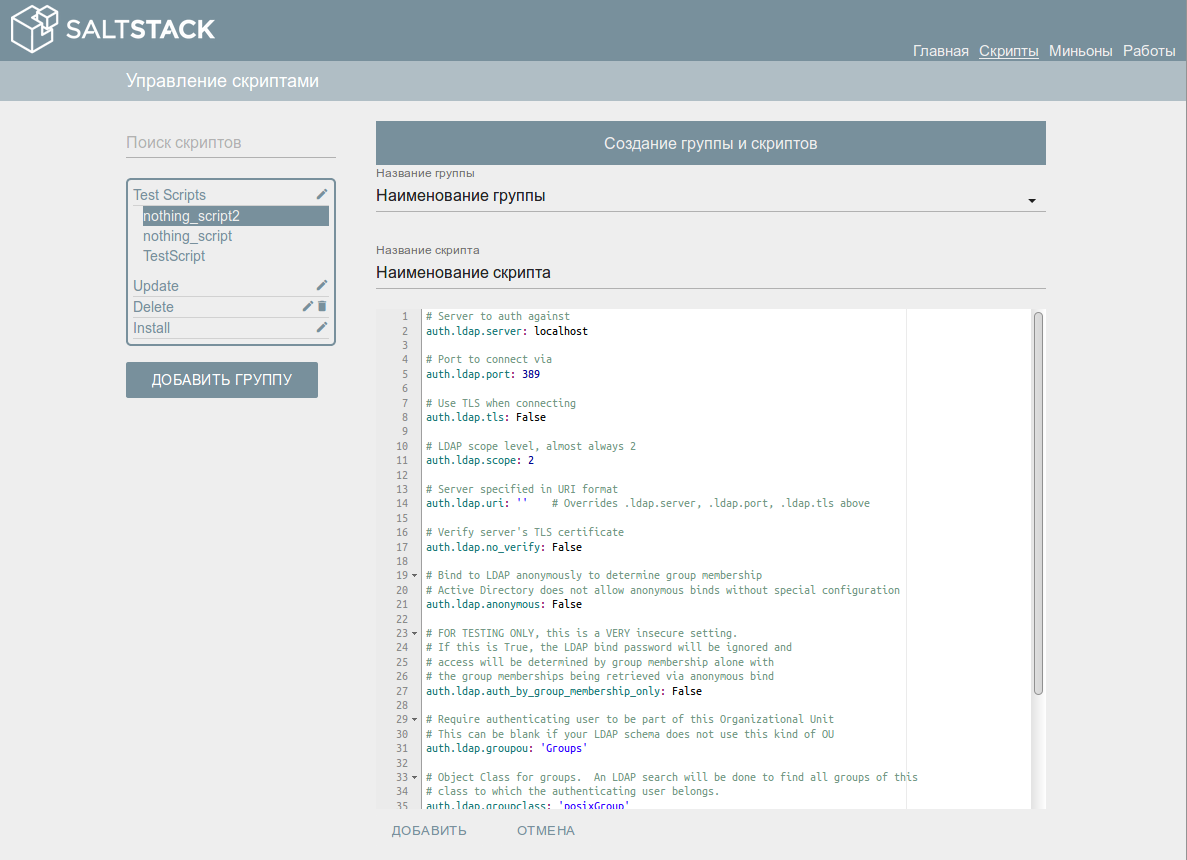 SALTSTACK
Главная Скрипты Миньоны Работы
Управление скриптами
Поиск скриптов
Test Scripts
nothing_script2
nothing_script
TestScript
Update
Delete
Install
ДОБАВИТЬ ГРУППУ
Создание группы и скриптов
Название группы
Наименование группы
Название скрипта
Наименование скрипта
1 # Server to auth against
2 auth.ldap.server: localhost
3
4 # Port to connect via
5 auth.ldap.port: 389
6
7 # Use TLS when connecting
8 auth.ldap.tls: False
9
10 # LDAP scope level, almost always 2
11 auth.ldap.scope: 2
12
13 # Server specified in URI format
14 auth.ldap.uri: ''    # Overrides .ldap.server, .ldap.port, .ldap.tls above
15
16 # Verify server's TLS certificate
17 auth.ldap.no_verify: False
18
19 # Bind to LDAP anonymously to determine group membership
20 # Active Directory does not allow anonymous binds without special configuration
21 auth.ldap.anonymous: False
22
23 # FOR TESTING ONLY, this is a VERY insecure setting.
24 # If this is True, the LDAP bind password will be ignored and
25 # access will be determined by group membership alone with
26 # the group memberships being retrieved via anonymous bind
27 auth.ldap.auth_by_group_membership_only: False
28
29 # Require authenticating user to be part of this Organizational Unit
30 # This can be blank if your LDAP schema does not use this kind of OU
31 auth.ldap.groupou: 'Groups'
32
33 # Object Class for groups.  An LDAP search will be done to find all groups of this
34 # class to which the authenticating user belongs.
35 auth.ldap.groupclass: 'posixGroup'
ДОБАВИТЬ ОТМЕНА